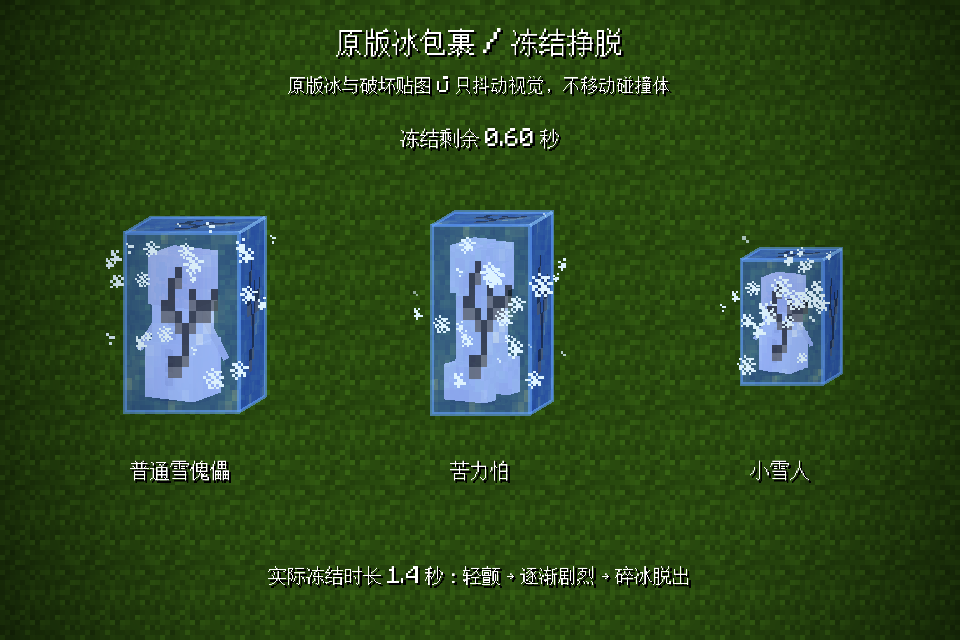 原版冰包裹 / 冻结挣脱
原版冰与破坏贴图 Ü 只抖动视觉，不移动碰撞体
冻结剩余 0.60 秒
普通雪傀儡
苦力怕
小雪人
实际冻结时长 1.4 秒：轻颤 → 逐渐剧烈 → 碎冰脱出